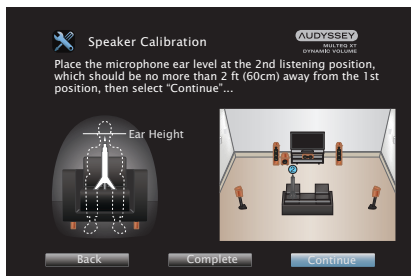 Speaker Calibration
AUDYSSEY
MULTEQ XT
DYNAMIC VOLUME
Place the microphone ear level at the 2nd listening position,
which should be no more than 2 ft (60cm) away from the 1st
position, then select “Continue”...
Ear Height
Back
Complete
Continue